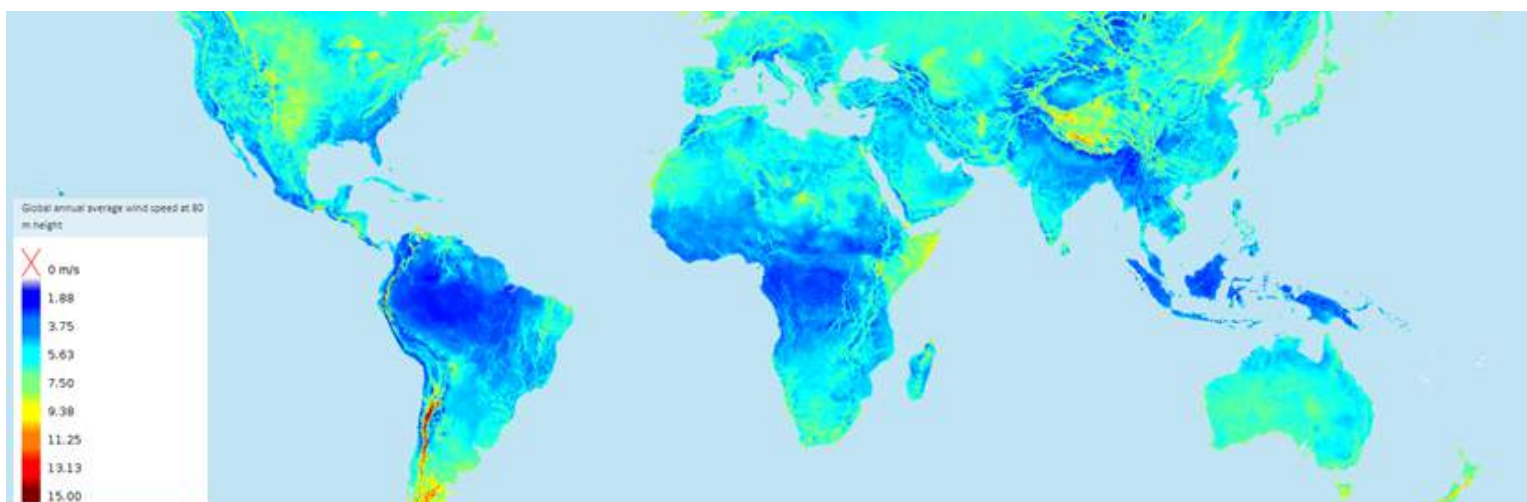 Global annual average wind speed at 80
m height
0 m/s
1.88
3.75
5.63
7.50
9.38
11.25
13.13
15.00